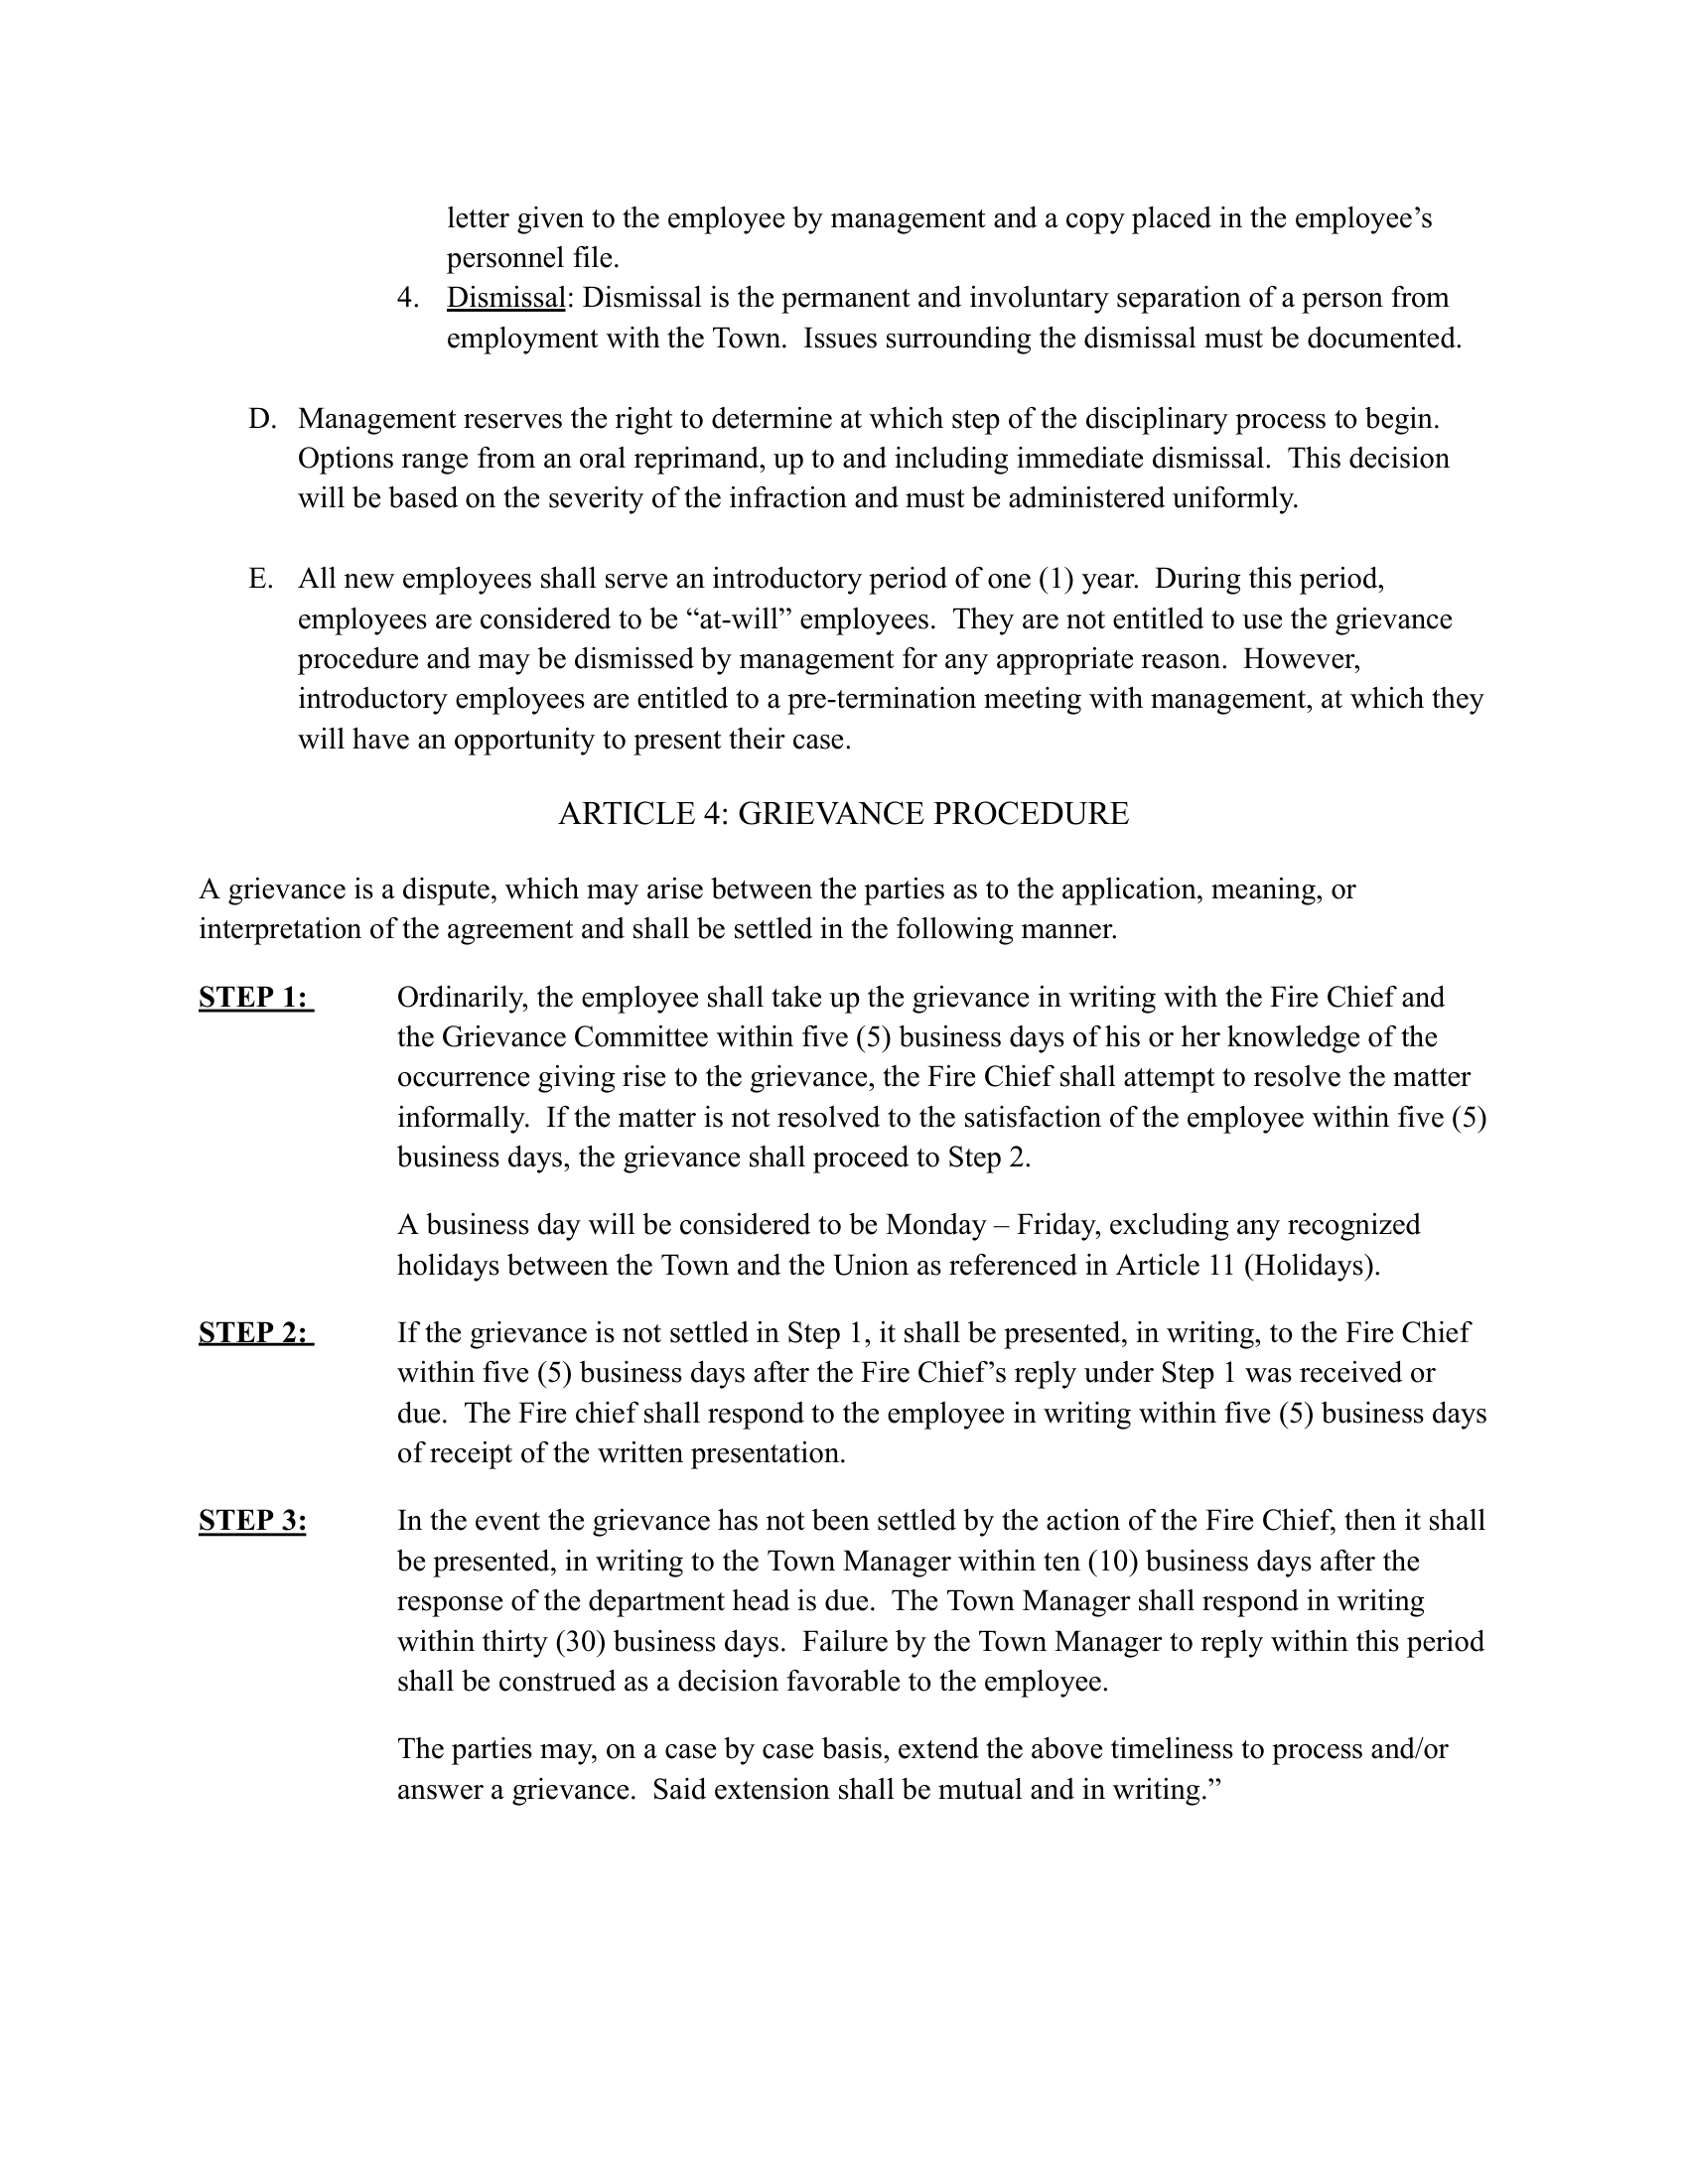 letter given to the employee by management and a copy placed in the employee’s
personnel file.
4. Dismissal: Dismissal is the permanent and involuntary separation of a person from
employment with the Town.  Issues surrounding the dismissal must be documented.
D. Management reserves the right to determine at which step of the disciplinary process to begin.
Options range from an oral reprimand, up to and including immediate dismissal.  This decision
will be based on the severity of the infraction and must be administered uniformly.
E. All new employees shall serve an introductory period of one (1) year.  During this period,
employees are considered to be “at-will” employees.  They are not entitled to use the grievance
procedure and may be dismissed by management for any appropriate reason.  However,
introductory employees are entitled to a pre-termination meeting with management, at which they
will have an opportunity to present their case.
ARTICLE 4: GRIEVANCE PROCEDURE
A grievance is a dispute, which may arise between the parties as to the application, meaning, or
interpretation of the agreement and shall be settled in the following manner.
STEP 1: Ordinarily, the employee shall take up the grievance in writing with the Fire Chief and
the Grievance Committee within five (5) business days of his or her knowledge of the
occurrence giving rise to the grievance, the Fire Chief shall attempt to resolve the matter
informally.  If the matter is not resolved to the satisfaction of the employee within five (5)
business days, the grievance shall proceed to Step 2.
A business day will be considered to be Monday – Friday, excluding any recognized
holidays between the Town and the Union as referenced in Article 11 (Holidays).
STEP 2: If the grievance is not settled in Step 1, it shall be presented, in writing, to the Fire Chief
within five (5) business days after the Fire Chief’s reply under Step 1 was received or
due.  The Fire chief shall respond to the employee in writing within five (5) business days
of receipt of the written presentation.
STEP 3: In the event the grievance has not been settled by the action of the Fire Chief, then it shall
be presented, in writing to the Town Manager within ten (10) business days after the
response of the department head is due.  The Town Manager shall respond in writing
within thirty (30) business days.  Failure by the Town Manager to reply within this period
shall be construed as a decision favorable to the employee.
The parties may, on a case by case basis, extend the above timeliness to process and/or
answer a grievance.  Said extension shall be mutual and in writing.”